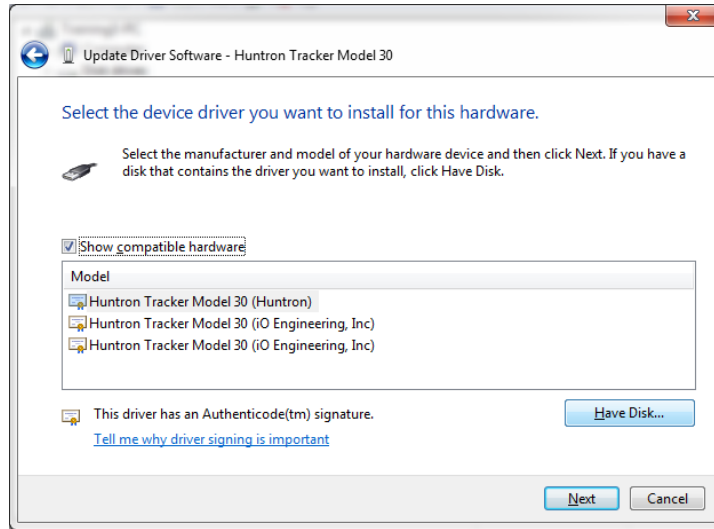 Update Driver Software - Huntron Tracker Model 30
Select the device driver you want to install for this hardware.
Select the manufacturer and model of your hardware device and then click Next. If you have a
disk that contains the driver you want to install, click Have Disk.
Show compatible hardware
Model
Huntron Tracker Model 30 (Huntron)
Huntron Tracker Model 30 (iO Engineering, Inc)
Huntron Tracker Model 30 (iO Engineering, Inc)
This driver has an Authenticode(tm) signature.
Have Disk...
Tell me why driver signing is important
Next
Cancel